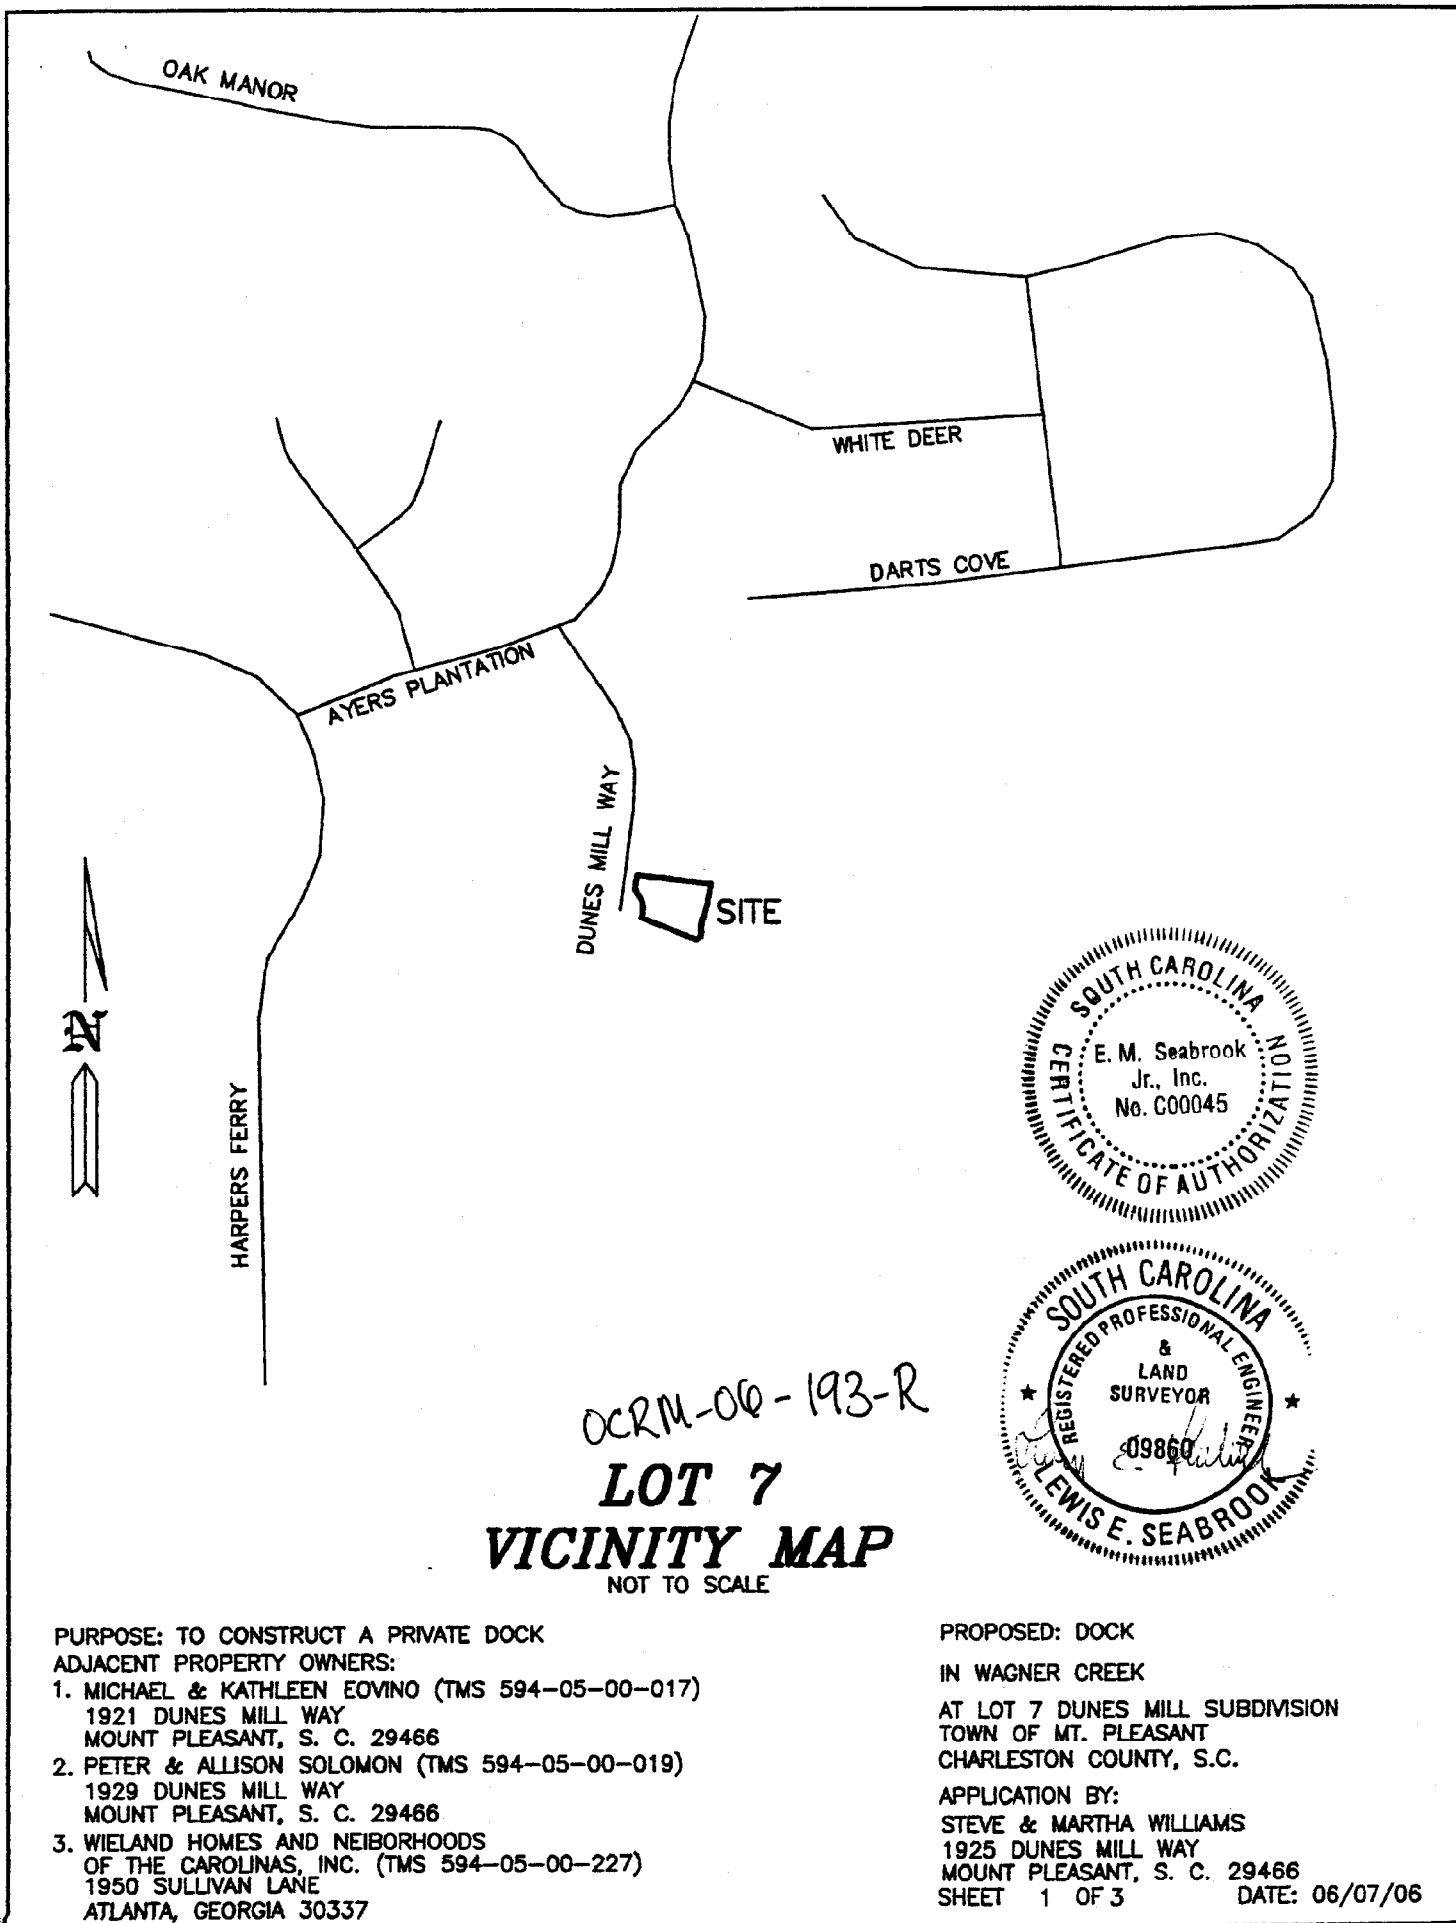 OAK MANOR
WHITE DEER
DARTS COVE
AYERS PLANTATION
DUNES MILL WAY
SITE
N
HARPERS FERRY
SOUTH CAROLINA
CERTIFICATE OF AUTHORIZATION
E. M. Seabrook
Jr., Inc.
No. C00045
SOUTH CAROLINA
REGISTERED PROFESSIONAL ENGINEER
&
LAND
SURVEYOR
09860
LEWIS E. SEABROOK
OCRM-06-193-R
LOT 7
VICINITY MAP
NOT TO SCALE
PURPOSE: TO CONSTRUCT A PRIVATE DOCK
ADJACENT PROPERTY OWNERS:
1. MICHAEL & KATHLEEN EOVINO (TMS 594-05-00-017)
1921 DUNES MILL WAY
MOUNT PLEASANT, S. C. 29466
2. PETER & ALLISON SOLOMON (TMS 594-05-00-019)
1929 DUNES MILL WAY
MOUNT PLEASANT, S. C. 29466
3. WIELAND HOMES AND NEIBORHOODS
OF THE CAROLINAS, INC. (TMS 594-05-00-227)
1950 SULLIVAN LANE
ATLANTA, GEORGIA 30337
PROPOSED: DOCK
IN WAGNER CREEK
AT LOT 7 DUNES MILL SUBDIVISION
TOWN OF MT. PLEASANT
CHARLESTON COUNTY, S.C.
APPLICATION BY:
STEVE & MARTHA WILLIAMS
1925 DUNES MILL WAY
MOUNT PLEASANT, S. C. 29466
SHEET 1 OF 3 DATE: 06/07/06